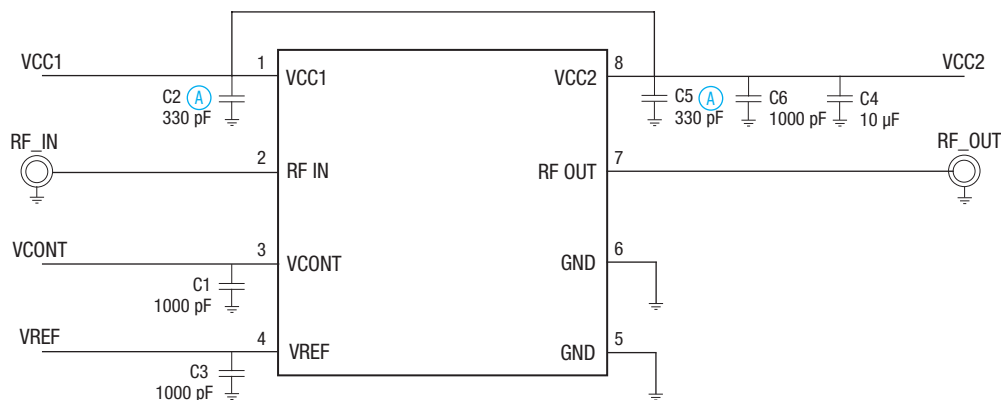 VCC1
1
VCC1
VCC2
8
VCC2
C2 A
330 pF
C5 A
330 pF
C6
1000 pF
C4
10 µF
RF_IN
2
RF IN
RF OUT
7
RF_OUT
VCONT
3
VCONT
GND
6
C1
1000 pF
VREF
4
VREF
GND
5
C3
1000 pF